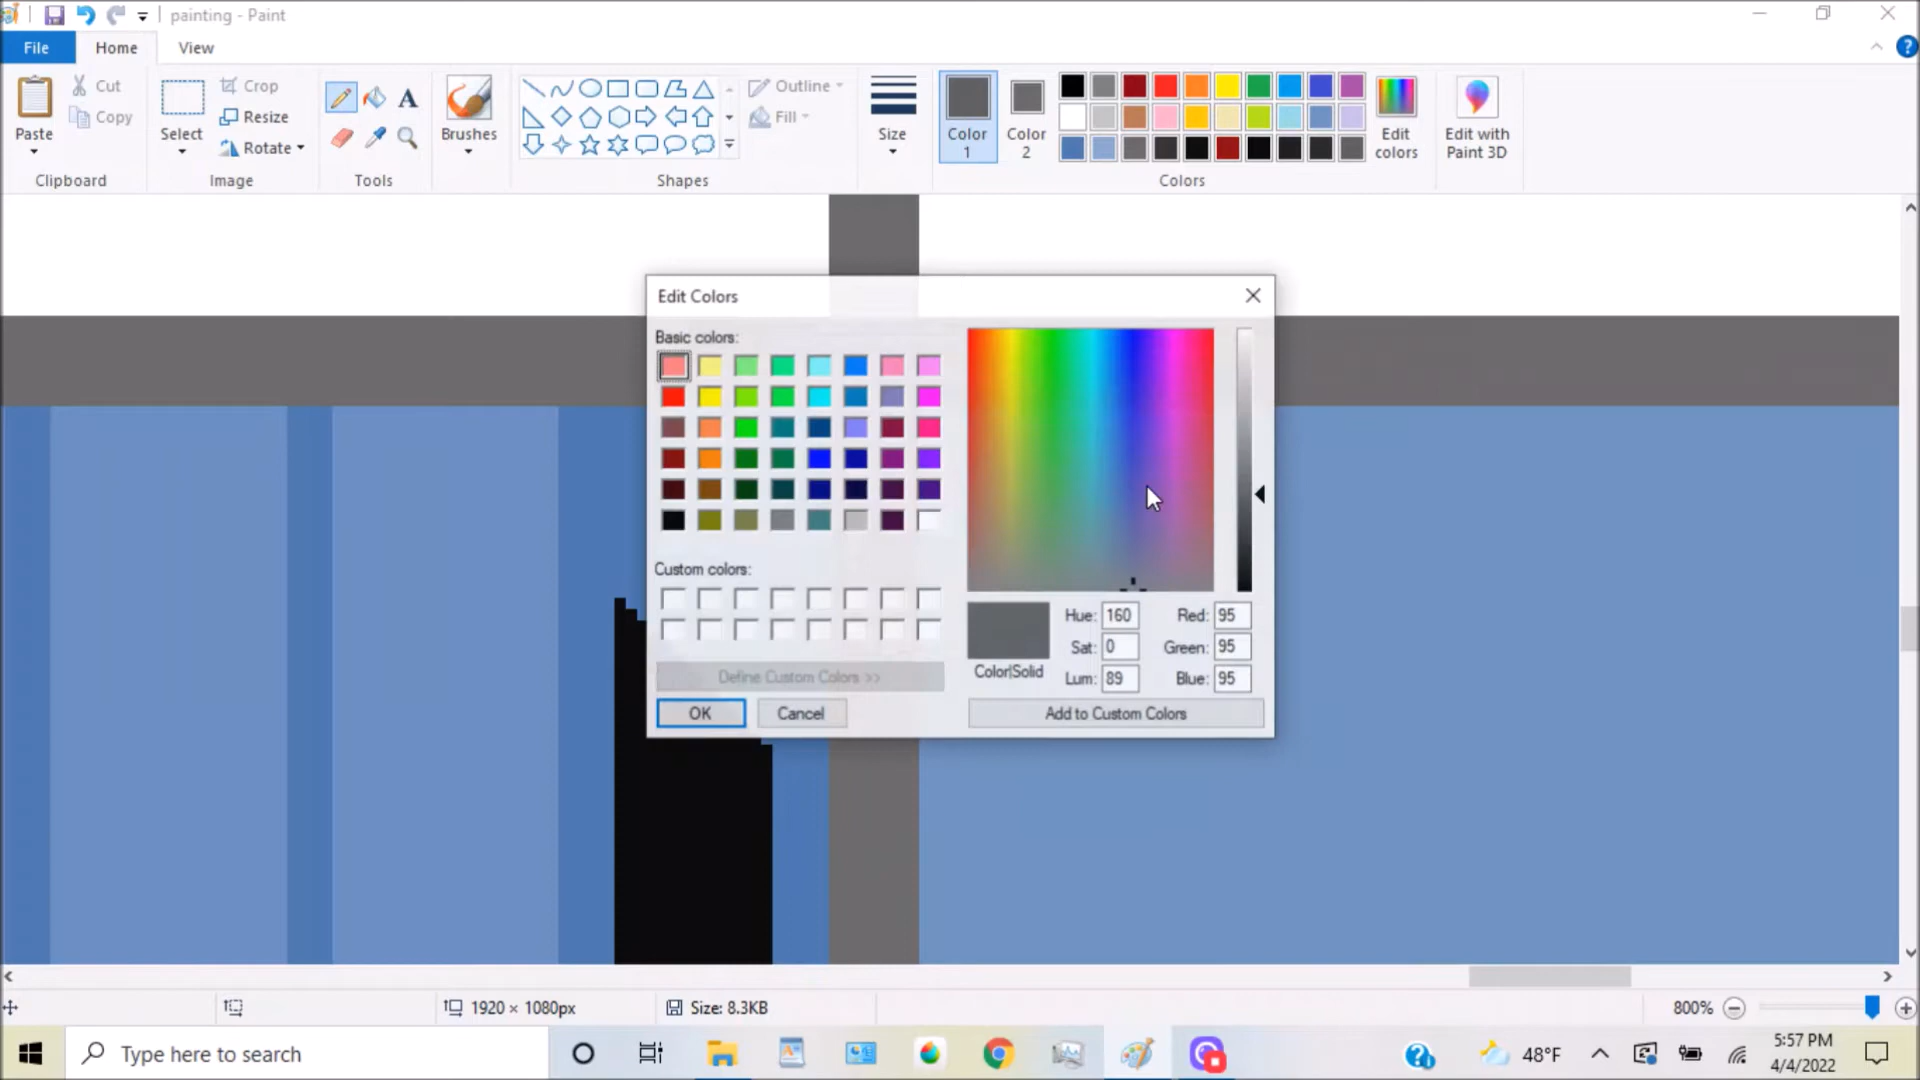 painting - Paint
File Home View
Paste
Cut
Copy
Clipboard
Select
Crop
Resize
Rotate
Image
Tools
Brushes
Shapes
Outline
Fill
Size
Color 1
Color 2
Colors
Edit colors
Edit with Paint 3D
Edit Colors
Basic colors:
Custom colors:
Define Custom Colors >>
OK Cancel
Color|Solid
Hue: 160 Red: 95
Sat: 0 Green: 95
Lum: 89 Blue: 95
Add to Custom Colors
1920 × 1080px Size: 8.3KB 800%
Type here to search
48°F
5:57 PM
4/4/2022